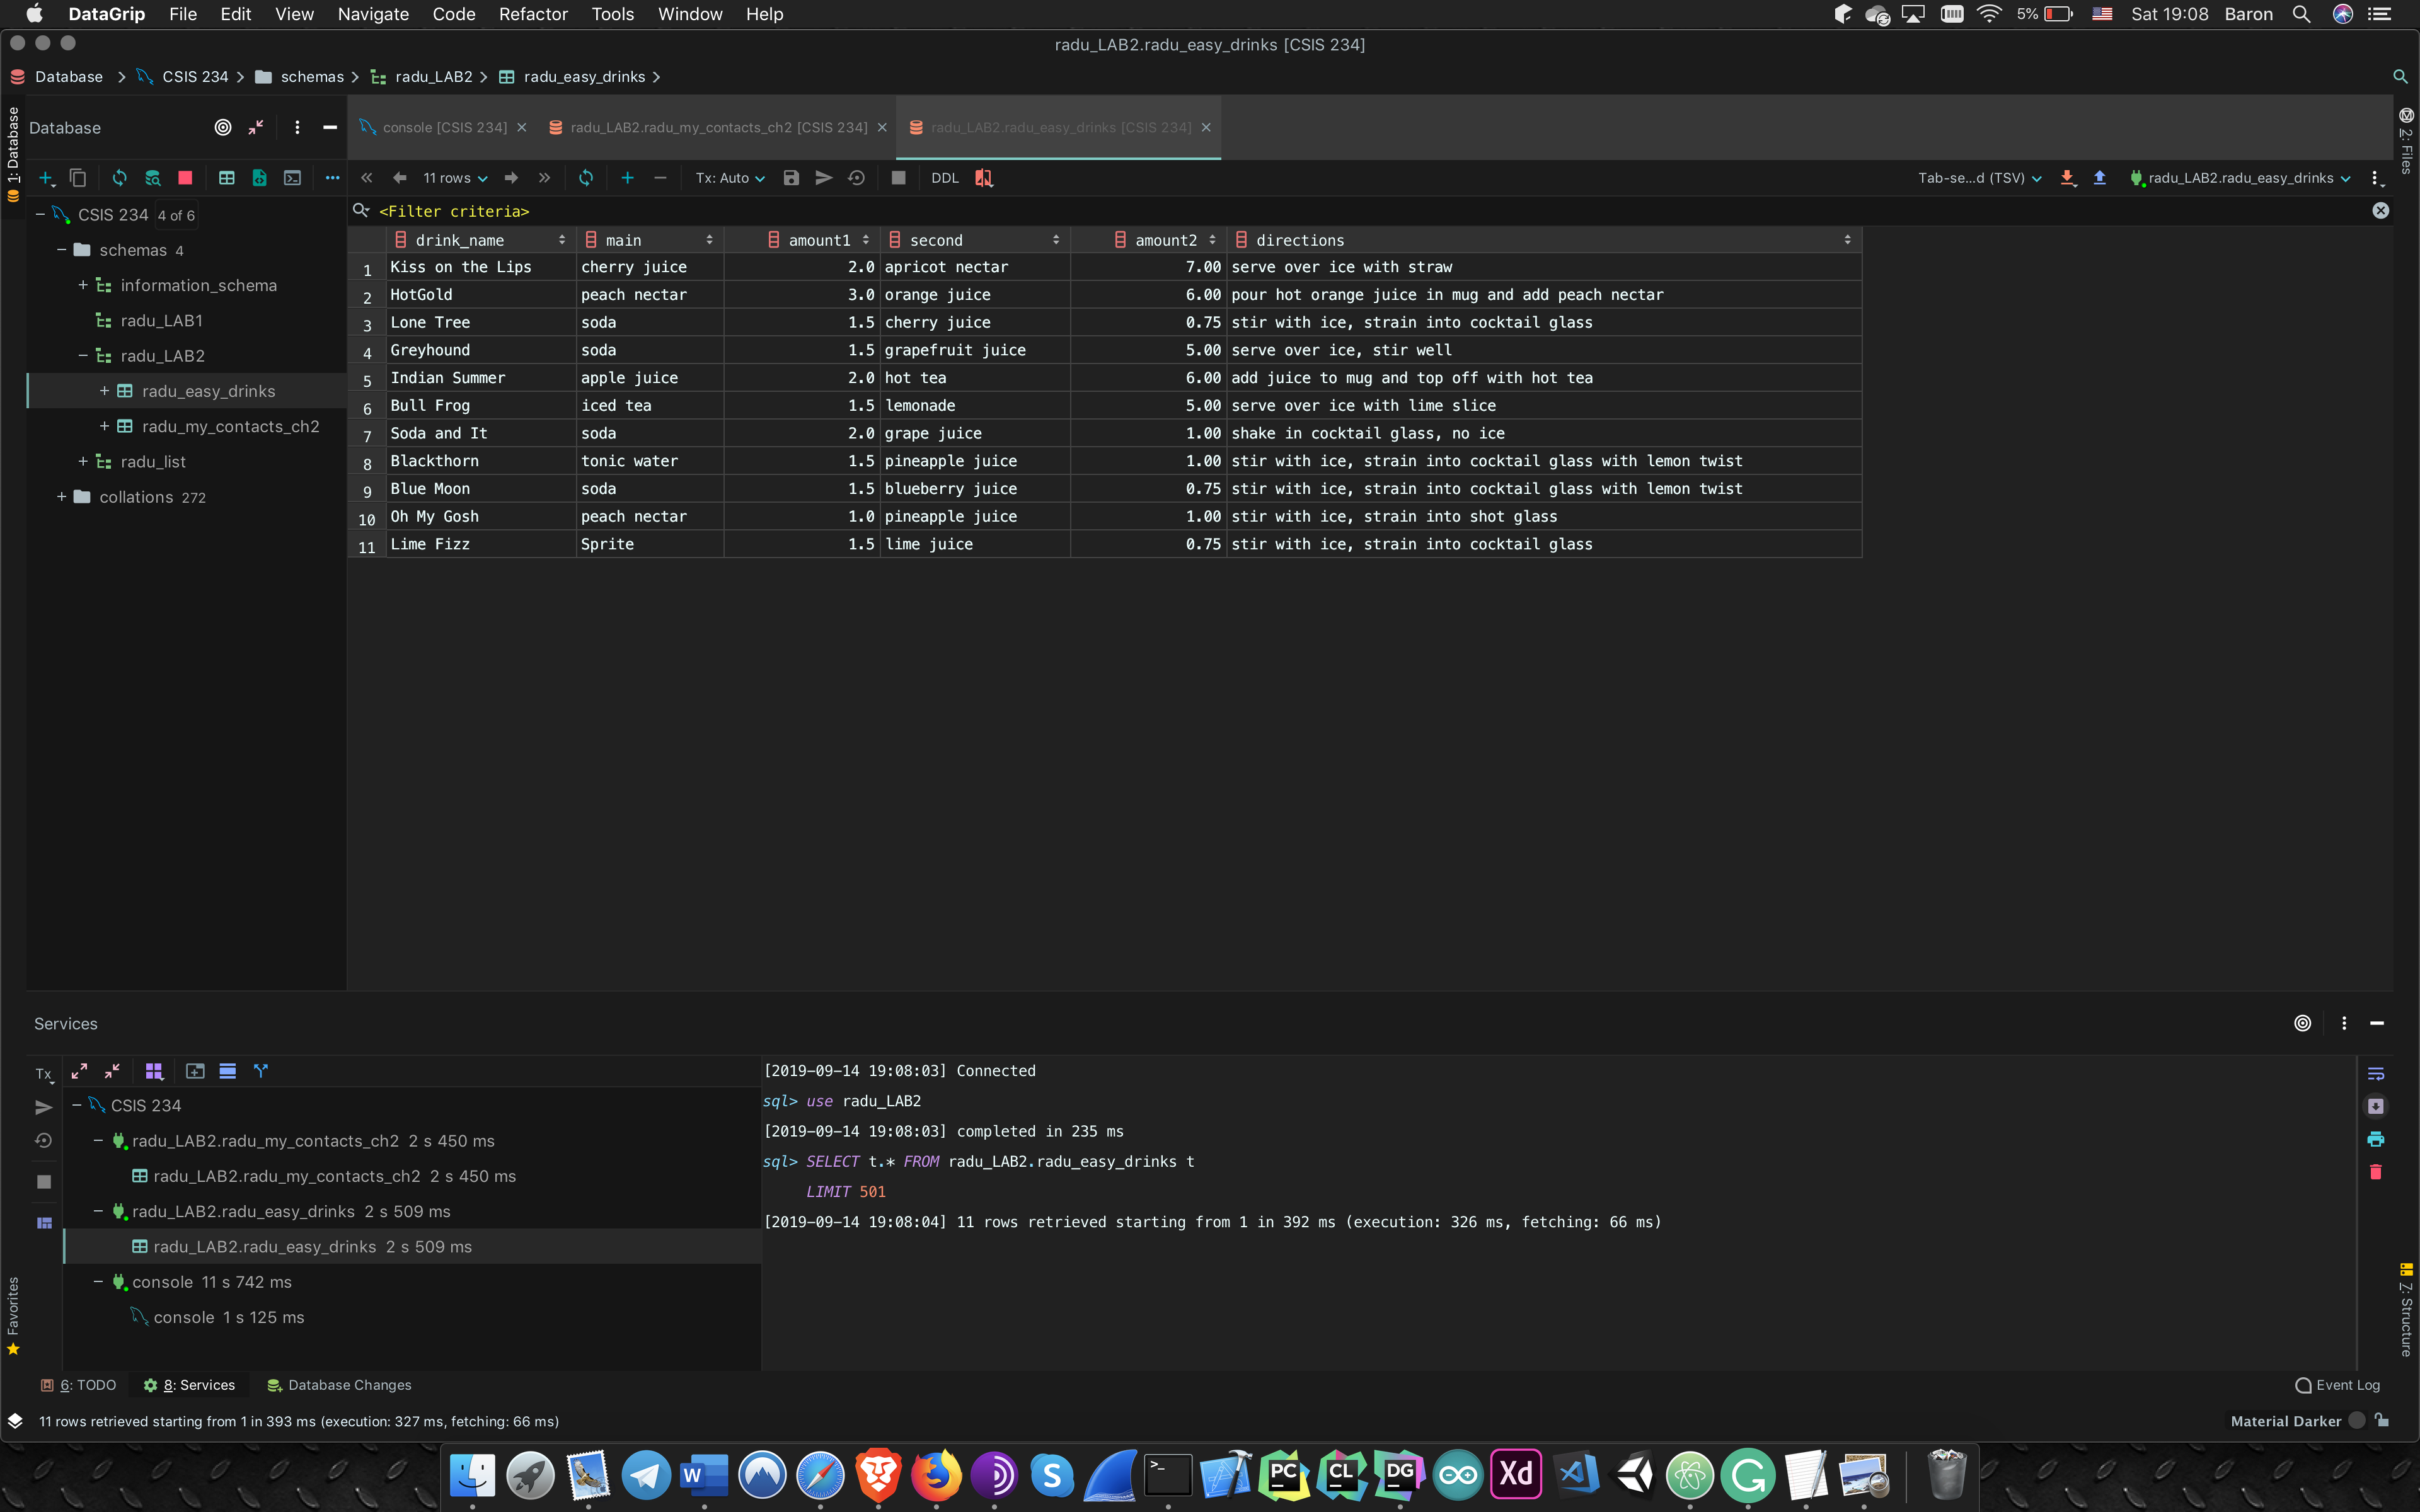 DataGrip File Edit View Navigate Code Refactor Tools Window Help 5% Sat 19:08 Baron
radu_LAB2.radu_easy_drinks [CSIS 234]
Database CSIS 234 schemas radu_LAB2 radu_easy_drinks
1: Database
2: Files
Database
console [CSIS 234] radu_LAB2.radu_my_contacts_ch2 [CSIS 234] radu_LAB2.radu_easy_drinks [CSIS 234]
11 rows Tx: Auto DDL Tab-se...d (TSV) radu_LAB2.radu_easy_drinks
<Filter criteria>
CSIS 234 4 of 6
schemas 4
information_schema
radu_LAB1
radu_LAB2
radu_easy_drinks
radu_my_contacts_ch2
radu_list
collations 272
drink_name main amount1 second amount2 directions
1 Kiss on the Lips cherry juice 2.0 apricot nectar 7.00 serve over ice with straw
2 HotGold peach nectar 3.0 orange juice 6.00 pour hot orange juice in mug and add peach nectar
3 Lone Tree soda 1.5 cherry juice 0.75 stir with ice, strain into cocktail glass
4 Greyhound soda 1.5 grapefruit juice 5.00 serve over ice, stir well
5 Indian Summer apple juice 2.0 hot tea 6.00 add juice to mug and top off with hot tea
6 Bull Frog iced tea 1.5 lemonade 5.00 serve over ice with lime slice
7 Soda and It soda 2.0 grape juice 1.00 shake in cocktail glass, no ice
8 Blackthorn tonic water 1.5 pineapple juice 1.00 stir with ice, strain into cocktail glass with lemon twist
9 Blue Moon soda 1.5 blueberry juice 0.75 stir with ice, strain into cocktail glass with lemon twist
10 Oh My Gosh peach nectar 1.0 pineapple juice 1.00 stir with ice, strain into shot glass
11 Lime Fizz Sprite 1.5 lime juice 0.75 stir with ice, strain into cocktail glass
Services
Tx
CSIS 234
radu_LAB2.radu_my_contacts_ch2 2 s 450 ms
radu_LAB2.radu_my_contacts_ch2 2 s 450 ms
radu_LAB2.radu_easy_drinks 2 s 509 ms
radu_LAB2.radu_easy_drinks 2 s 509 ms
console 11 s 742 ms
console 1 s 125 ms
[2019-09-14 19:08:03] Connected
sql> use radu_LAB2
[2019-09-14 19:08:03] completed in 235 ms
sql> SELECT t.* FROM radu_LAB2.radu_easy_drinks t
LIMIT 501
[2019-09-14 19:08:04] 11 rows retrieved starting from 1 in 392 ms (execution: 326 ms, fetching: 66 ms)
Favorites
Z: Structure
6: TODO 8: Services Database Changes Event Log
11 rows retrieved starting from 1 in 393 ms (execution: 327 ms, fetching: 66 ms) Material Darker
W S >_ PC CL DG Xd G